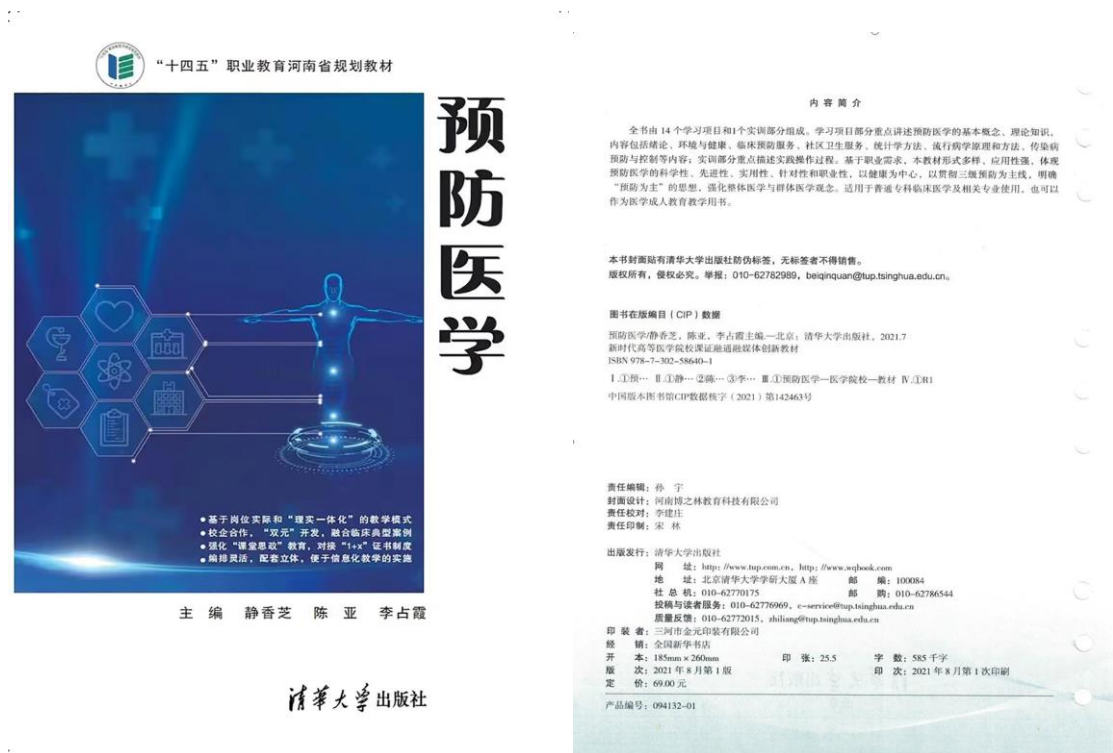 “十四五”职业教育河南省规划教材
预防医学
●基于岗位实际和“理实一体化”的教学模式
●校企合作，“双元”开发，融合临床典型案例
●强化“课堂思政”教育，对接“1+x”证书制度
●编排灵活，配套立体，便于信息化教学的实施
主 编 静香芝 陈 亚 李占霞
清华大学出版社
内 容 简 介
全书由 14 个学习项目和1个实训部分组成。学习项目部分重点讲述预防医学的基本概念、理论知识，
内容包括绪论、环境与健康、临床预防服务、社区卫生服务、统计学方法、流行病学原理和方法、传染病
预防与控制等内容；实训部分重点描述实践操作过程。基于职业需求，本教材形式多样、应用性强，体现
预防医学的科学性、先进性、实用性、针对性和职业性，以健康为中心，以贯彻三级预防为主线，明确
“预防为主”的思想，强化整体医学与群体医学观念。适用于普通专科临床医学及相关专业使用，也可以
作为医学成人教育教学用书。
本书封面贴有清华大学出版社防伪标签，无标签者不得销售。
版权所有，侵权必究。举报：010-62782989，beiqinquan@tup.tsinghua.edu.cn。
图书在版编目（CIP）数据
预防医学/静香芝，陈亚，李占霞主编.—北京：清华大学出版社，2021.7
新时代高等医学院校课证融通融媒体创新教材
ISBN 978-7-302-58640-1
Ⅰ.①预… Ⅱ.①静… ②陈… ③李… Ⅲ.①预防医学—医学院校—教材 Ⅳ.①R1
中国版本图书馆CIP数据核字（2021）第142463号
责任编辑：孙 宇
封面设计：河南博之林教育科技有限公司
责任校对：李建庄
责任印制：宋 林
出版发行：清华大学出版社
网 址：http: //www.tup.com.cn，http: //www.wqbook.com
地 址：北京清华大学学研大厦 A 座 邮 编：100084
社 总 机：010-62770175 邮 购：010-62786544
投稿与读者服务：010-62776969，c-service@tup.tsinghua.edu.cn
质量反馈：010-62772015，zhiliang@tup.tsinghua.edu.cn
印 装 者：三河市金元印装有限公司
经 销：全国新华书店
开 本：185mm×260mm 印 张：25.5 字 数：585 千字
版 次：2021 年 8 月第 1 版 印 次：2021 年 8 月第 1 次印刷
定 价：69.00 元
产品编号：094132-01